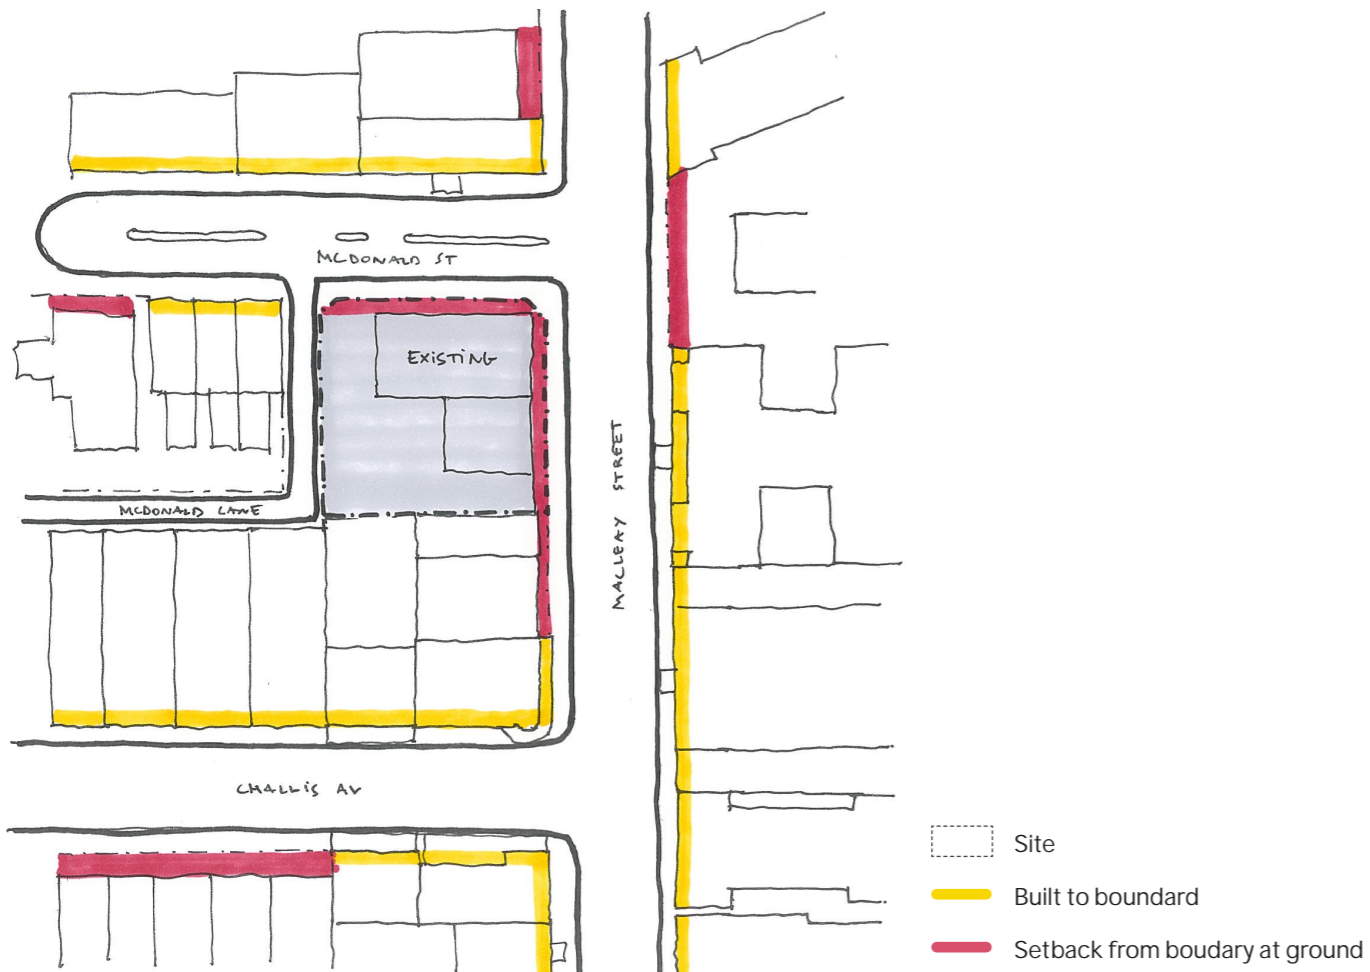 MCDONALD ST
EXISTING
MACLEAY STREET
MCDONALD LANE
CHALLIS AV
Site
Built to boundard
Setback from boudary at ground